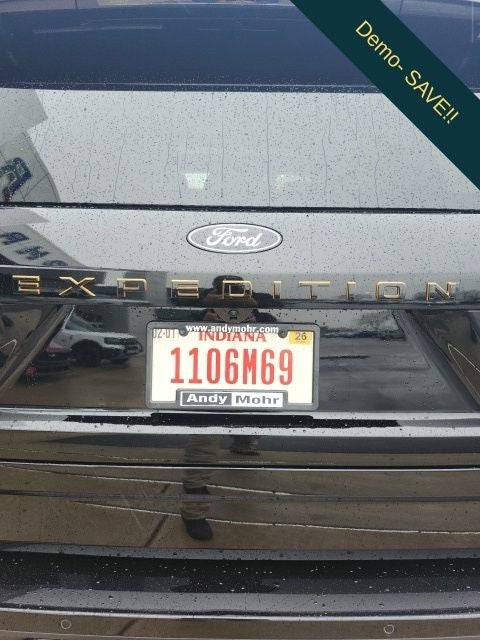 Demo- SAVE!!
Ford
EXPEDITION
www.andymohr.com
INDIANA
26
1106M69
Andy Mohr